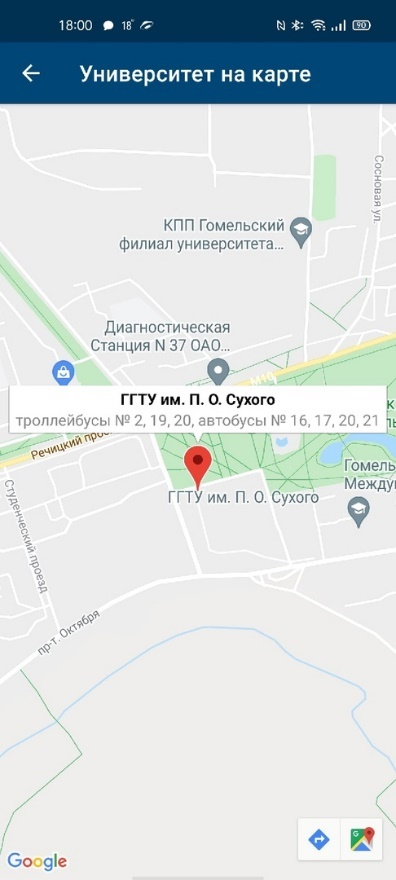 18:00
18°
90
Университет на карте
Сосновая ул.
КПП Гомельский
филиал университета...
Диагностическая
Станция N 37 ОАО...
М10
ГГТУ им. П. О. Сухого
троллейбусы № 2, 19, 20, автобусы № 16, 17, 20, 21
Речицкий прос
Гомель
Междун
ГГТУ им. П. О. Сухого
Студенческий проезд
пр-т. Октября
Google